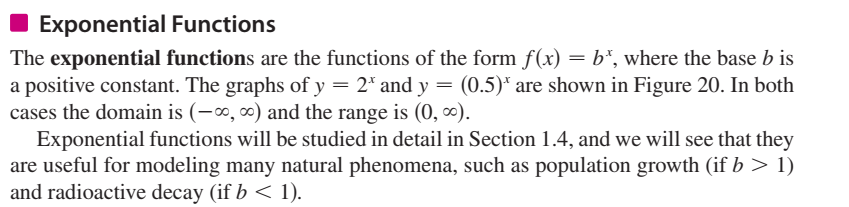 Exponential Functions
The exponential functions are the functions of the form f(x) = bˣ, where the base b is
a positive constant. The graphs of y = 2ˣ and y = (0.5)ˣ are shown in Figure 20. In both
cases the domain is (−∞, ∞) and the range is (0, ∞).
Exponential functions will be studied in detail in Section 1.4, and we will see that they
are useful for modeling many natural phenomena, such as population growth (if b > 1)
and radioactive decay (if b < 1).